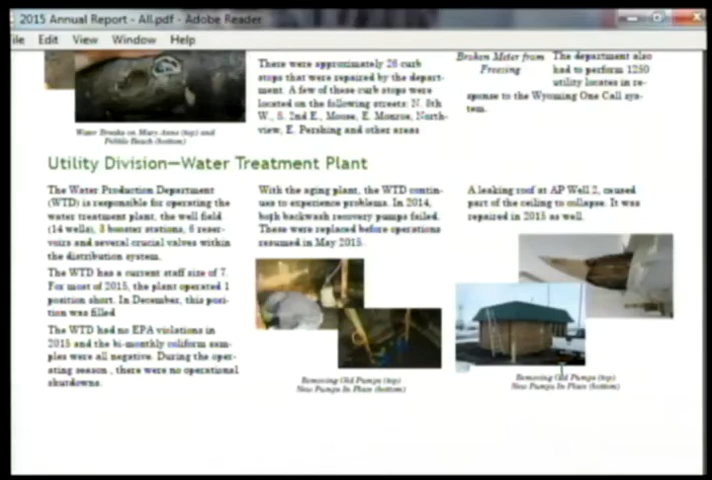 2015 Annual Report - All.pdf - Adobe Reader
ile Edit View Window Help
Water Breaks on Mary Anne (top) and
Pebble Beach (bottom)
There were approximately 26 curb
stops that were repaired by the depart-
ment. A few of these curb stops were
located on the following streets: N. 8th
W., S. 2nd E., Moose, E. Monroe, North-
view, E. Pershing and other areas
Broken Meter from
Freezing
The department also
had to perform 1250
utility locates in re-
sponse to the Wyoming One Call sys-
tem.
Utility Division—Water Treatment Plant
The Water Production Department
(WTD) is responsible for operating the
water treatment plant, the well field
(14 wells), 3 booster stations, 6 reser-
voirs and several crucial valves within
the distribution system.
The WTD has a current staff size of 7.
For most of 2015, the plant operated 1
position short. In December, this posi-
tion was filled
The WTD had no EPA violations in
2015 and the bi-monthly coliform sam-
ples were all negative. During the oper-
ating season , there were no operational
shutdowns.
With the aging plant, the WTD contin-
ues to experience problems. In 2014,
both backwash recovery pumps failed.
These were replaced before operations
resumed in May 2015.
Removing Old Pumps (top)
New Pumps In Place (bottom)
A leaking roof at AP Well 2, caused
part of the ceiling to collapse. It was
repaired in 2015 as well.
Removing Old Pumps (top)
New Pumps In Place (bottom)